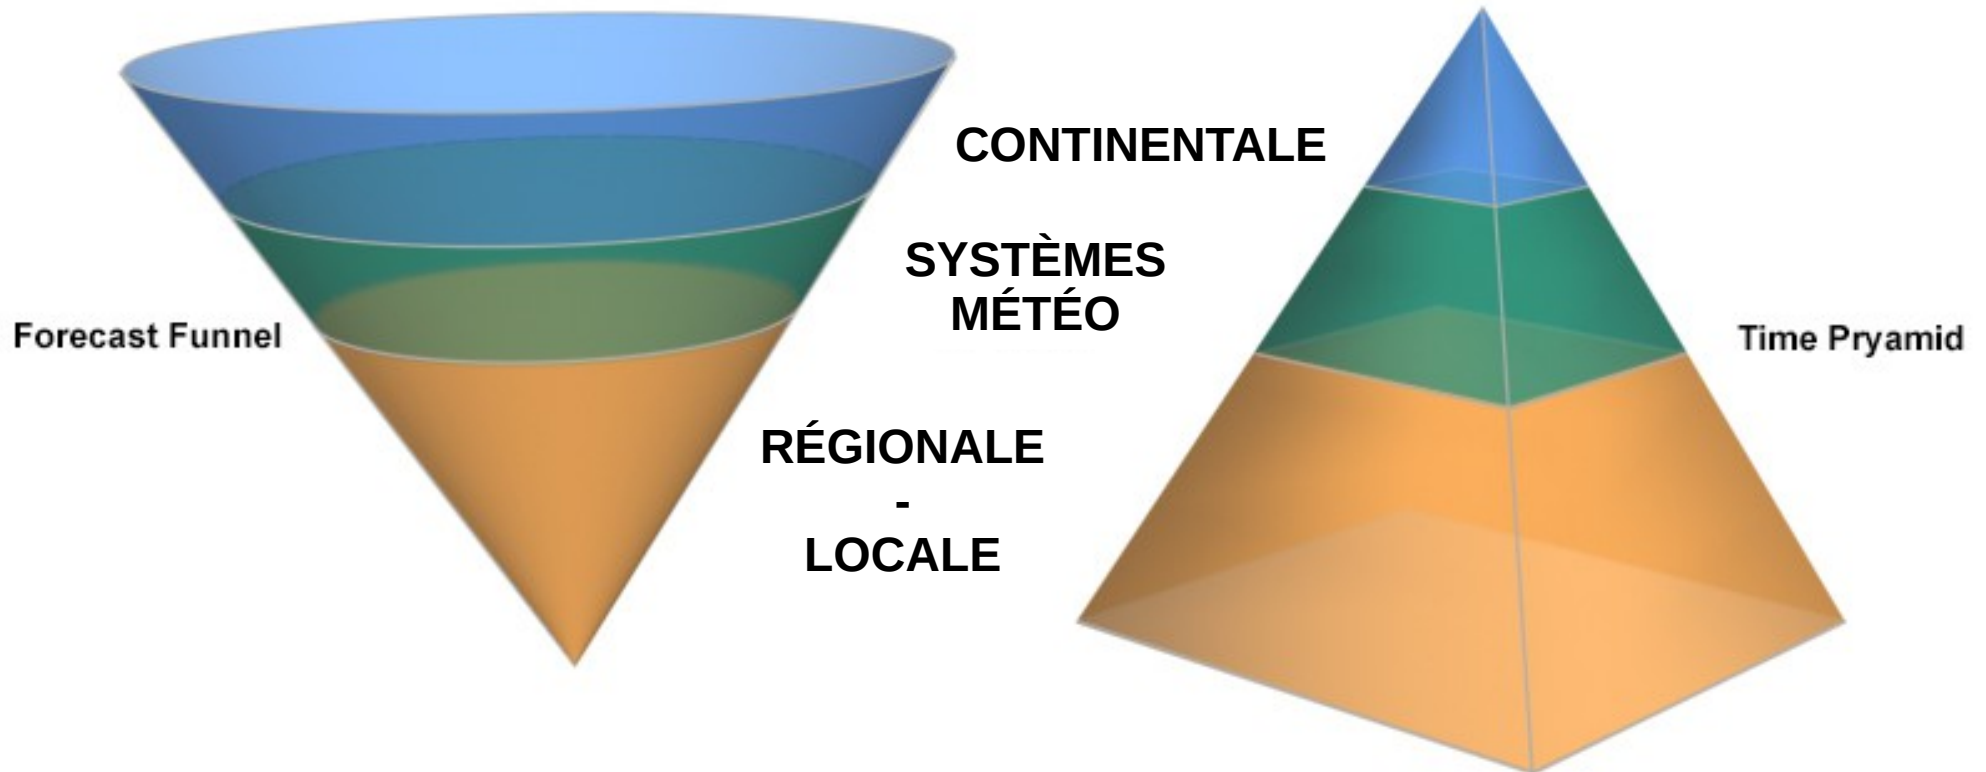 CONTINENTALE
SYSTÈMES
MÉTÉO
Forecast Funnel
Time Pryamid
RÉGIONALE
-
LOCALE